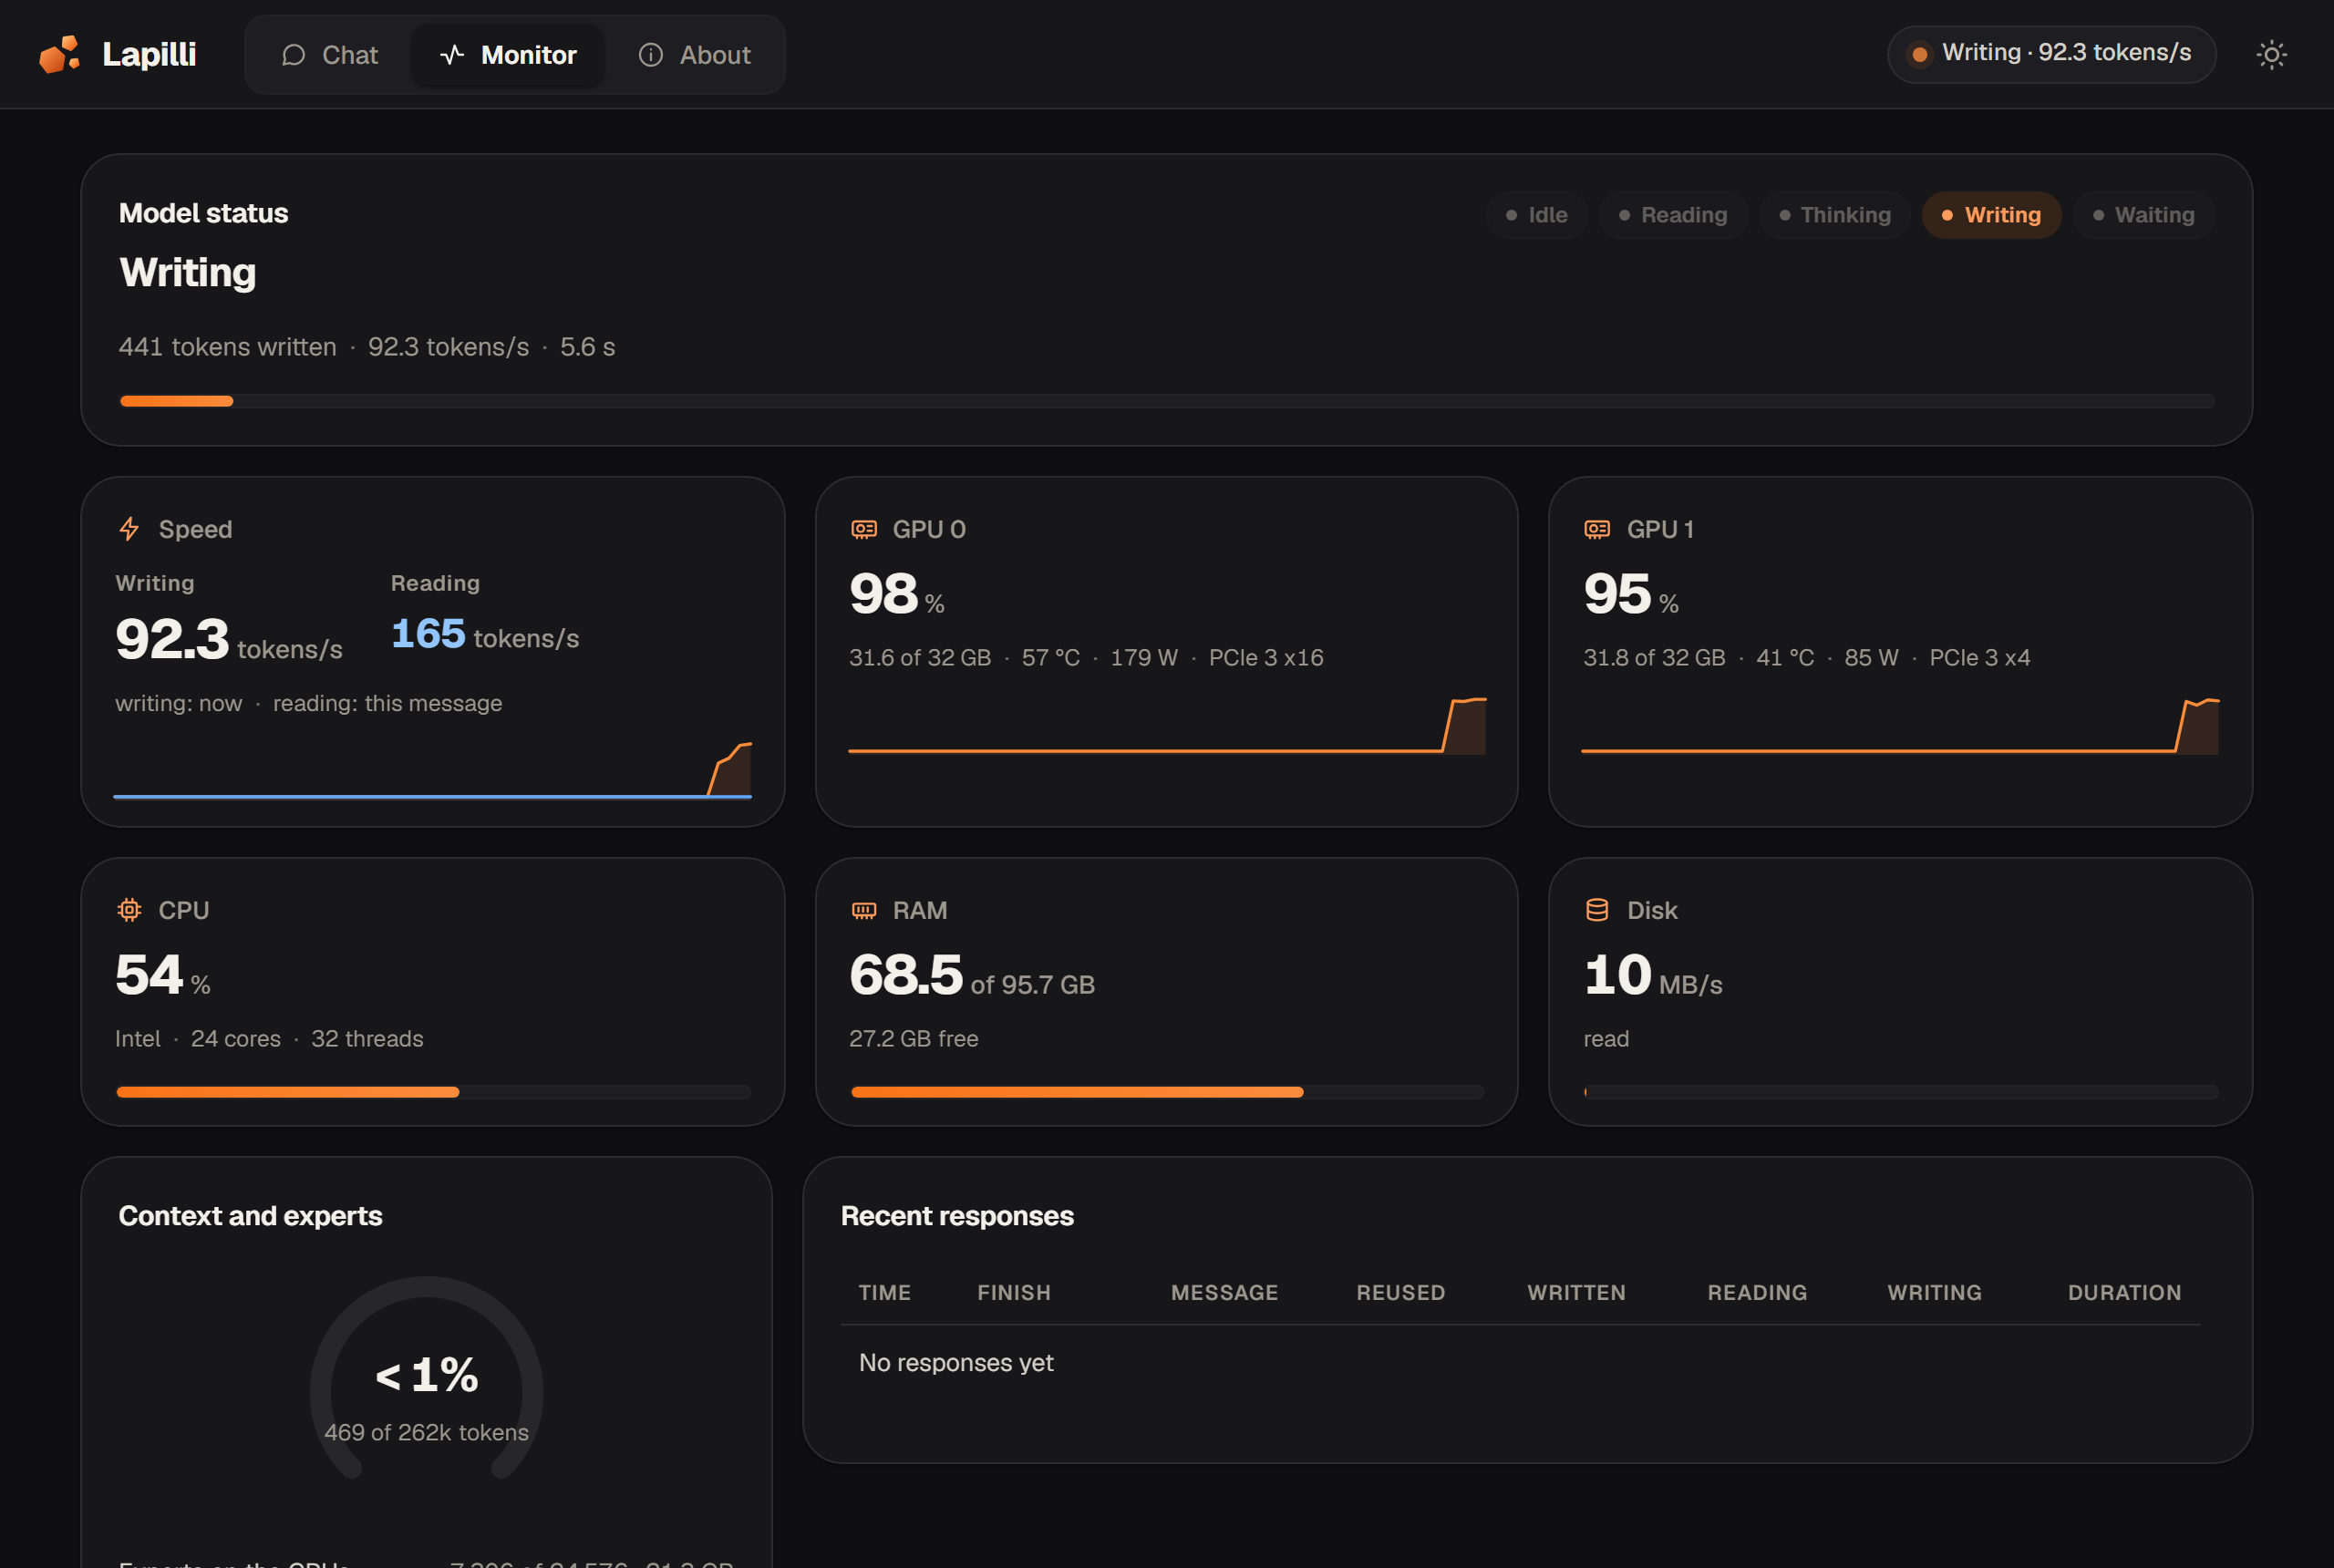 Lapilli
Chat
Monitor
About
Writing · 92.3 tokens/s
Model status
Idle
Reading
Thinking
Writing
Waiting
Writing
441 tokens written · 92.3 tokens/s · 5.6 s
Speed
Writing
Reading
92.3 tokens/s
165 tokens/s
writing: now · reading: this message
GPU 0
98 %
31.6 of 32 GB · 57 °C · 179 W · PCIe 3 x16
GPU 1
95 %
31.8 of 32 GB · 41 °C · 85 W · PCIe 3 x4
CPU
54 %
Intel · 24 cores · 32 threads
RAM
68.5 of 95.7 GB
27.2 GB free
Disk
10 MB/s
read
Context and experts
< 1%
469 of 262k tokens
Recent responses
TIME FINISH MESSAGE REUSED WRITTEN READING WRITING DURATION
No responses yet